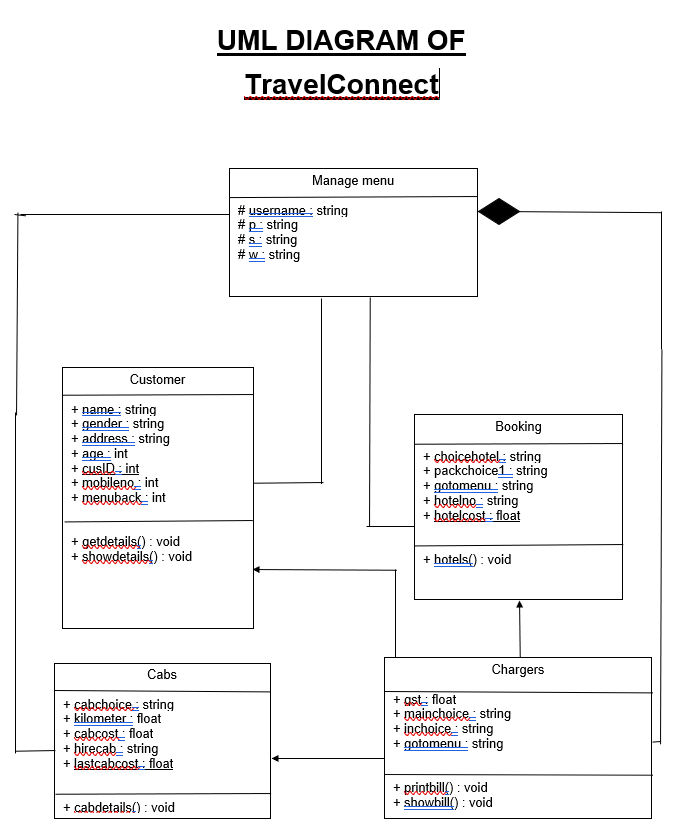 UML DIAGRAM OF
TravelConnect
Manage menu
# username : string
# p : string
# s : string
# w : string
Customer
+ name : string
+ gender : string
+ address : string
+ age : int
+ cusID : int
+ mobileno : int
+ menuback : int
+ getdetails() : void
+ showdetails() : void
Booking
+ choicehotel : string
+ packchoice1 : string
+ gotomenu : string
+ hotelno : string
+ hotelcost : float
+ hotels() : void
Cabs
+ cabchoice : string
+ kilometer : float
+ cabcost : float
+ hirecab : string
+ lastcabcost : float
+ cabdetails() : void
Chargers
+ gst : float
+ mainchoice : string
+ inchoice : string
+ gotomenu : string
+ printbill() : void
+ showbill() : void